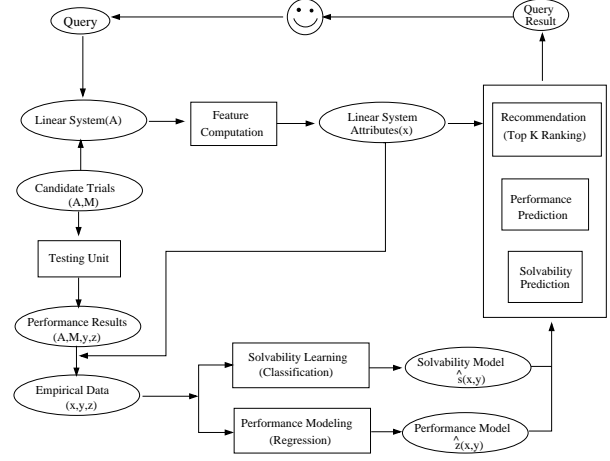 Query
Query
Result
Linear System(A)
Feature
Computation
Linear System
Attributes(x)
Recommendation
(Top K Ranking)
Candidate Trials
(A,M)
Performance
Prediction
Testing Unit
Solvability
Prediction
Performance Results
(A,M,y,z)
Solvability Learning
(Classification)
Solvability Model
ŝ(x,y)
Empirical Data
(x,y,z)
Performance Modeling
(Regression)
Performance Model
ẑ(x,y)